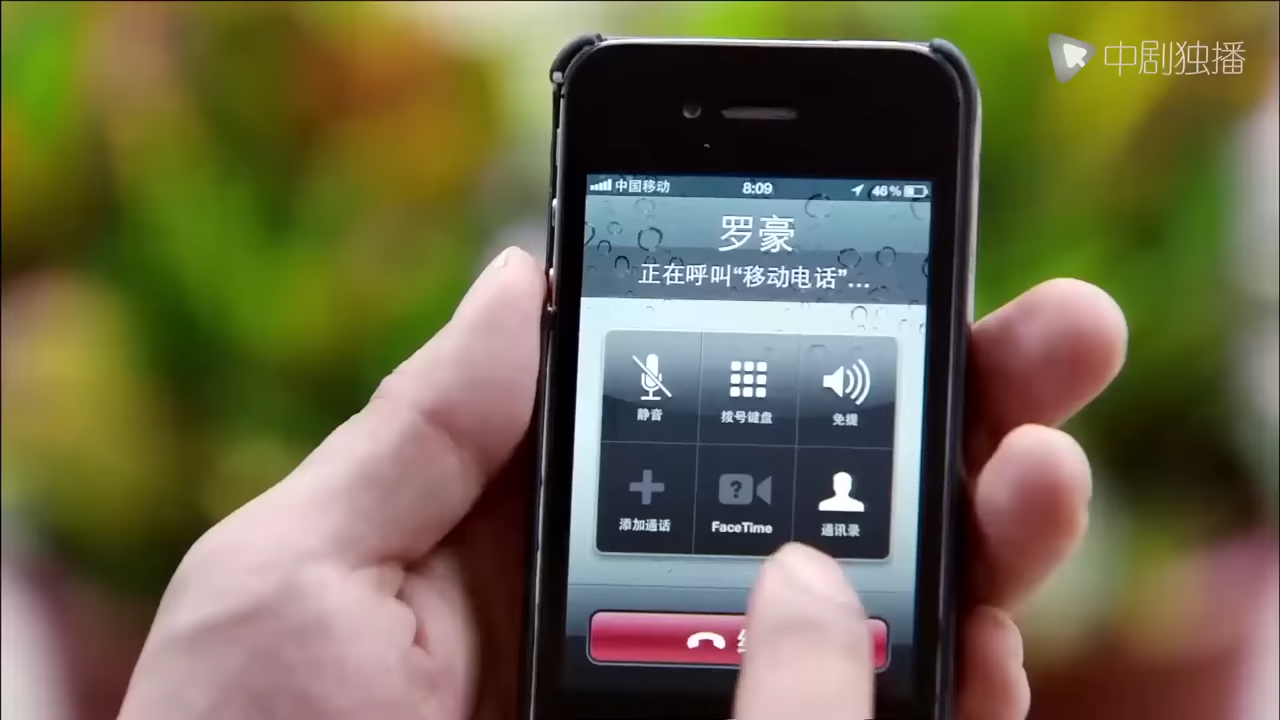 中剧独播
中国移动 8:09 46%
罗豪
正在呼叫“移动电话”...
静音 拨号键盘 免提
添加通话 FaceTime 通讯录